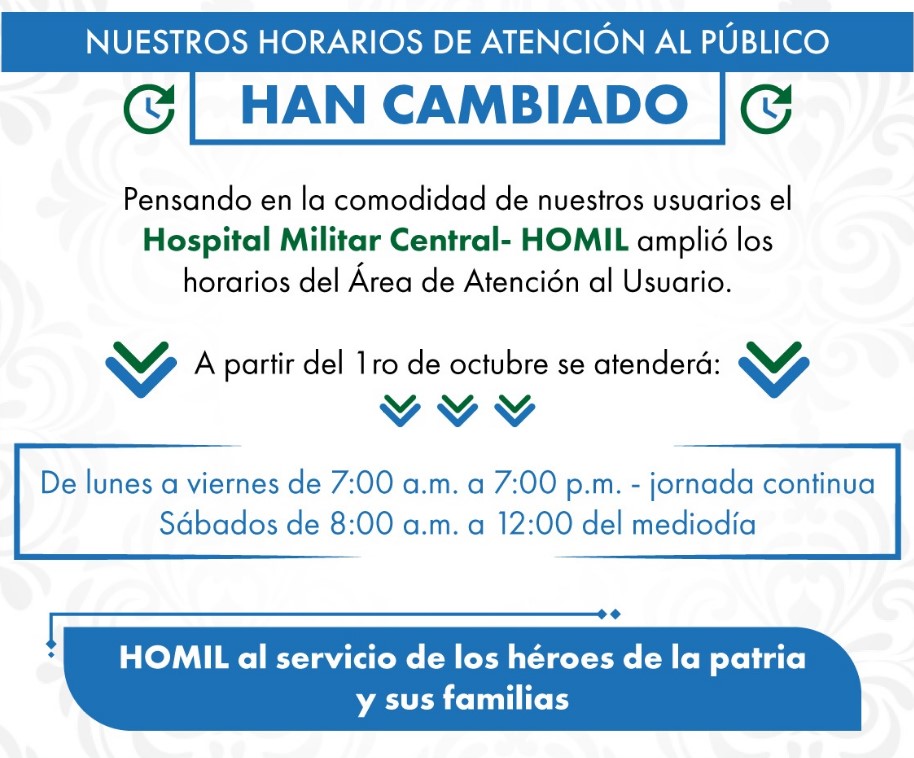 NUESTROS HORARIOS DE ATENCIÓN AL PÚBLICO
HAN CAMBIADO
Pensando en la comodidad de nuestros usuarios el
Hospital Militar Central- HOMIL amplió los
horarios del Área de Atención al Usuario.
A partir del 1ro de octubre se atenderá:
De lunes a viernes de 7:00 a.m. a 7:00 p.m. - jornada continua
Sábados de 8:00 a.m. a 12:00 del mediodía
HOMIL al servicio de los héroes de la patria
y sus familias